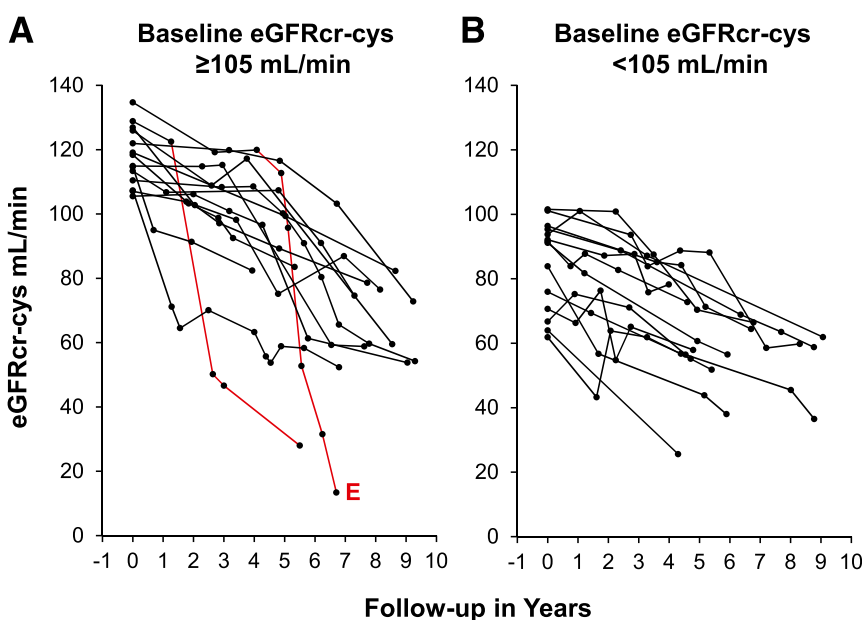 A
Baseline eGFRcr-cys
≥105 mL/min
B
Baseline eGFRcr-cys
<105 mL/min
eGFRcr-cys mL/min
140
120
100
80
60
40
20
0
-1 0 1 2 3 4 5 6 7 8 9 10
E
140
120
100
80
60
40
20
0
-1 0 1 2 3 4 5 6 7 8 9 10
Follow-up in Years